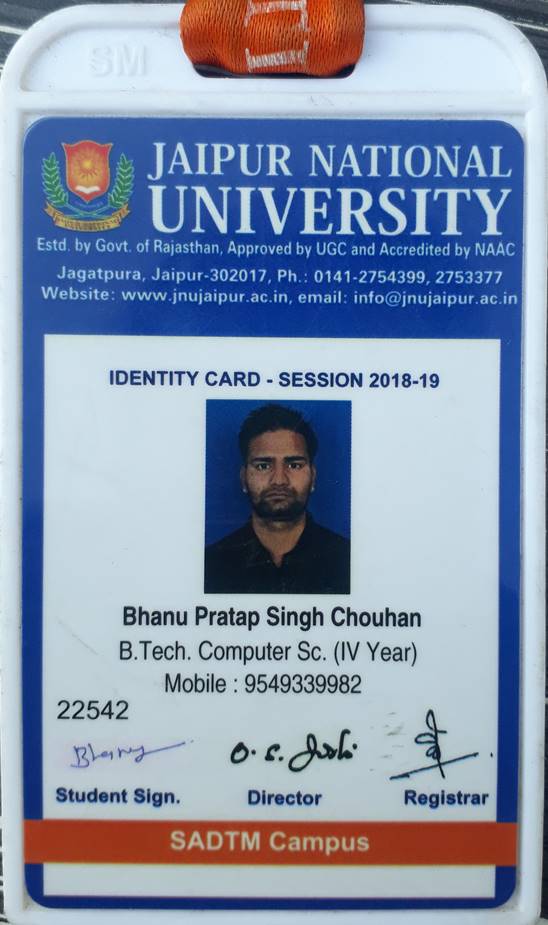 SM
JAIPUR NATIONAL
UNIVERSITY
Estd. by Govt. of Rajasthan, Approved by UGC and Accredited by NAAC
Jagatpura, Jaipur-302017, Ph.: 0141-2754399, 2753377
Website: www.jnujaipur.ac.in, email: info@jnujaipur.ac.in
IDENTITY CARD - SESSION 2018-19
Bhanu Pratap Singh Chouhan
B.Tech. Computer Sc. (IV Year)
Mobile : 9549339982
22542
Student Sign. Director Registrar
SADTM Campus